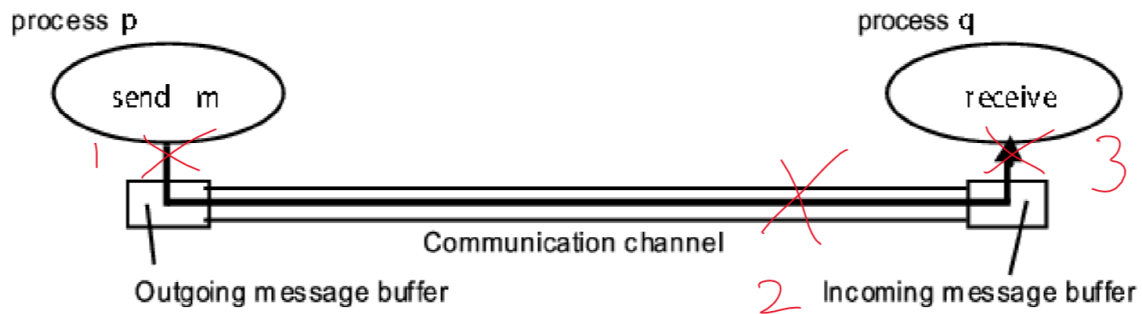 process p
process q
send m
receive
1
3
Communication channel
2
Outgoing message buffer
Incoming message buffer